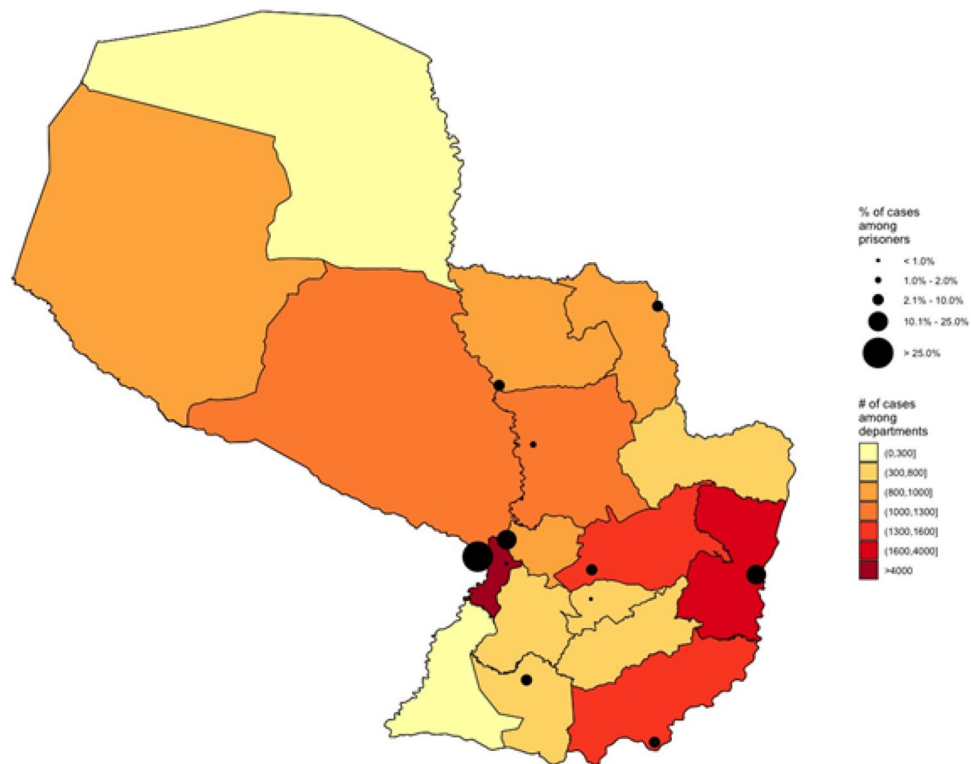 % of cases
among
prisoners
< 1.0%
1.0% - 2.0%
2.1% - 10.0%
10.1% - 25.0%
> 25.0%
# of cases
among
departments
(0,300]
(300,800]
(800,1000]
(1000,1300]
(1300,1600]
(1600,4000]
>4000